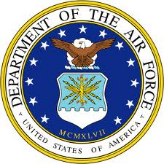 DEPARTMENT OF THE AIR FORCE
MCMXLVII
UNITED STATES OF AMERICA